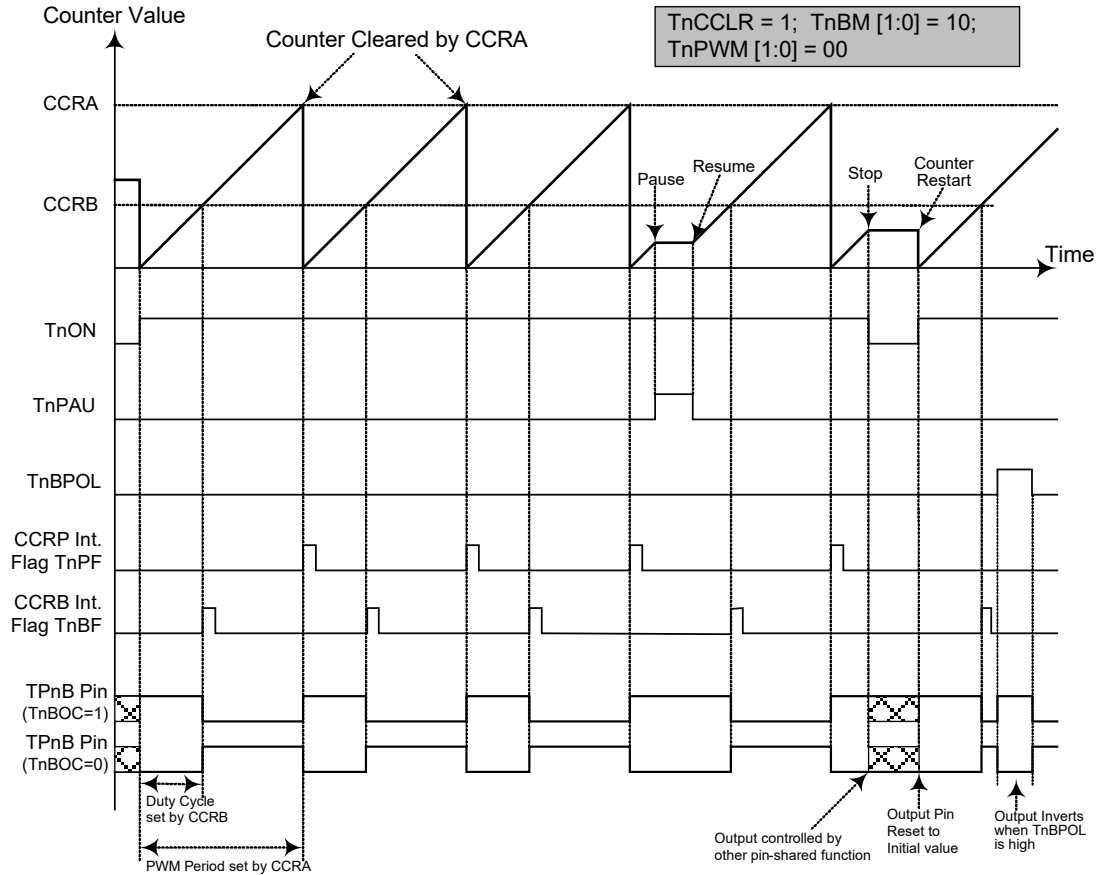 Counter Value
TnCCLR = 1; TnBM [1:0] = 10;
TnPWM [1:0] = 00
Counter Cleared by CCRA
CCRA
Pause
Resume
Stop
Counter
Restart
CCRB
Time
TnON
TnPAU
TnBPOL
CCRP Int.
Flag TnPF
CCRB Int.
Flag TnBF
TPnB Pin
(TnBOC=1)
TPnB Pin
(TnBOC=0)
Duty Cycle
set by CCRB
PWM Period set by CCRA
Output controlled by
other pin-shared function
Output Pin
Reset to
Initial value
Output Inverts
when TnBPOL
is high